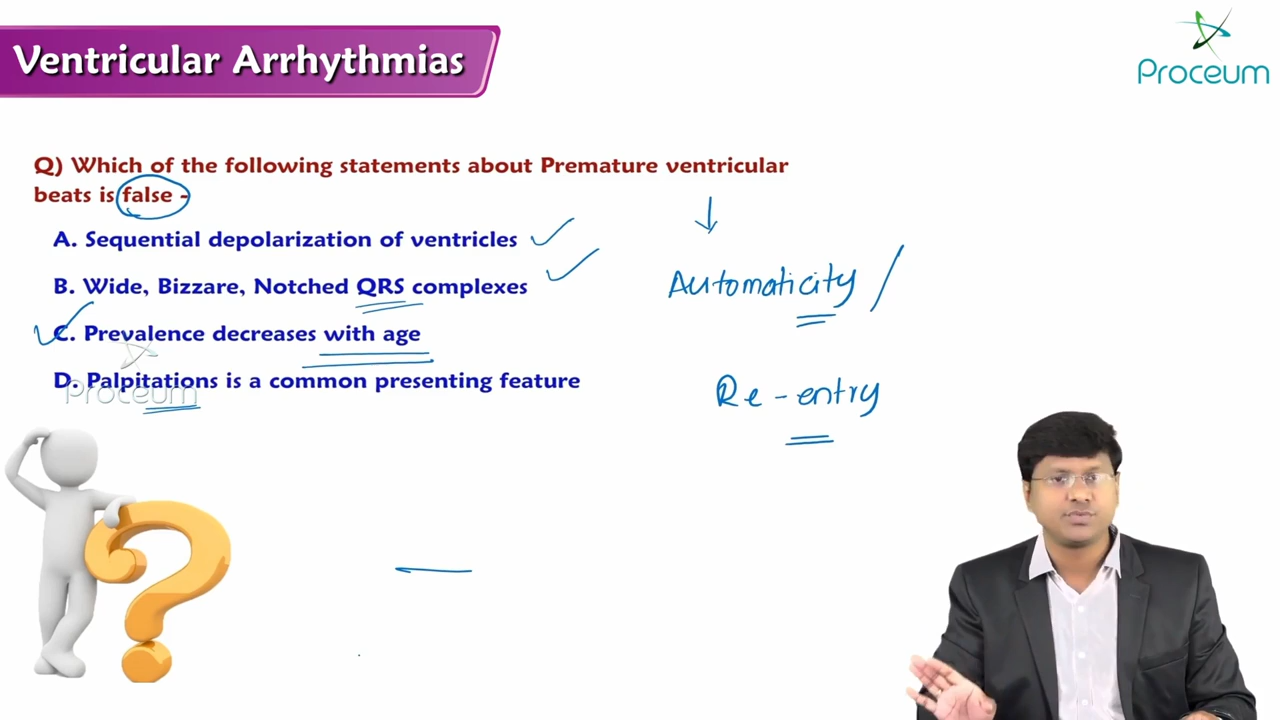 Ventricular Arrhythmias
Proceum
Q) Which of the following statements about Premature ventricular
beats is false -
A. Sequential depolarization of ventricles
B. Wide, Bizzare, Notched QRS complexes
C. Prevalence decreases with age
D. Palpitations is a common presenting feature
Proceum
Automaticity /
Re-entry